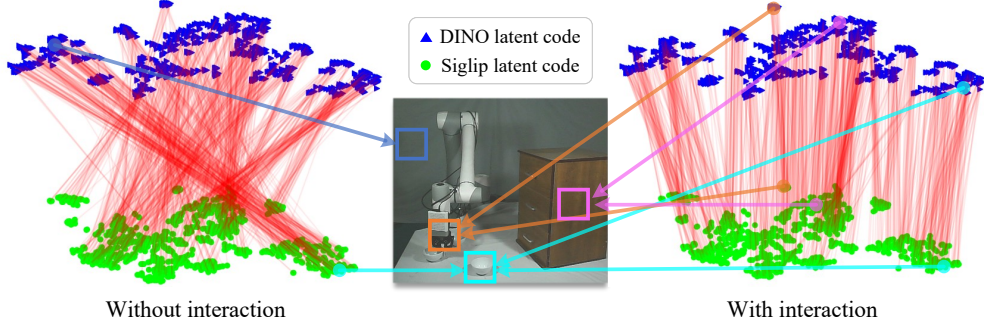 DINO latent code
Siglip latent code
Without interaction
With interaction